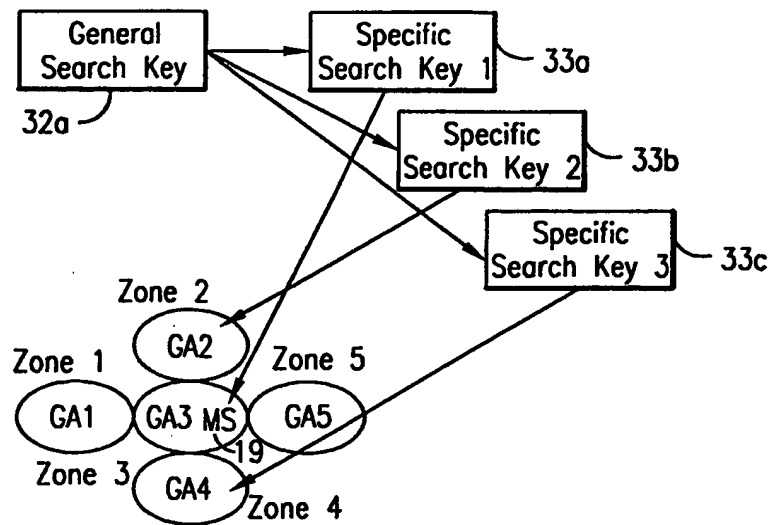 General
Search Key
32a
Specific
Search Key 1
33a
Specific
Search Key 2
33b
Specific
Search Key 3
33c
Zone 2
GA2
Zone 1
Zone 5
GA1
GA3 MS
GA5
19
Zone 3
GA4
Zone 4